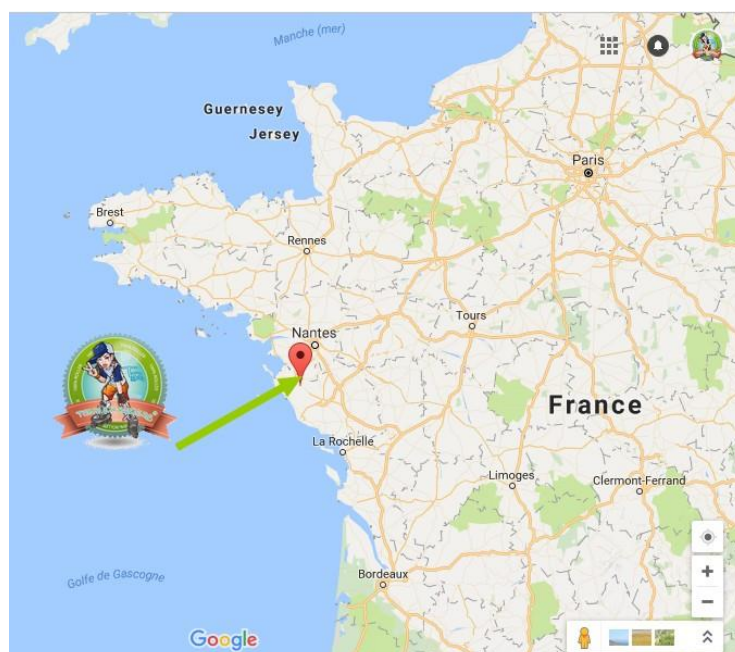 Manche (mer)
Guernesey
Jersey
Paris
Brest
Rennes
Tours
Nantes
France
La Rochelle
Limoges
Clermont-Ferrand
Bordeaux
Golfe de Gascogne
Google